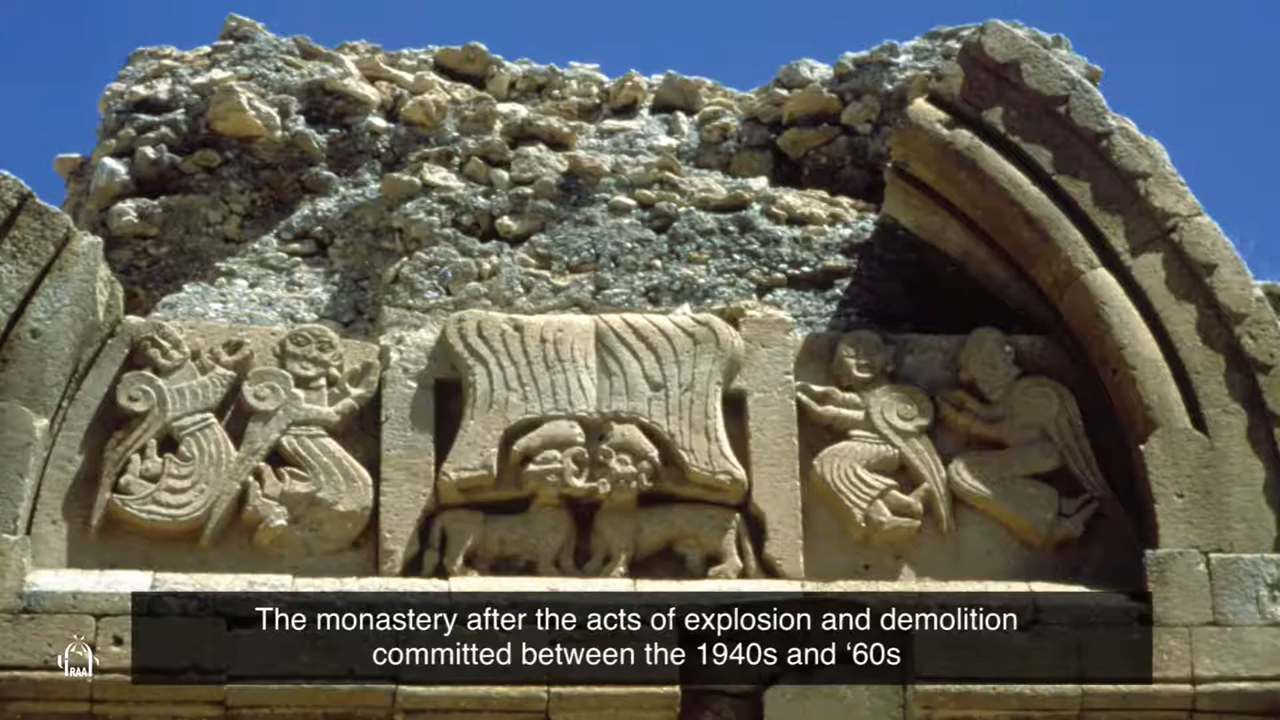 The monastery after the acts of explosion and demolition
committed between the 1940s and ‘60s
RAA